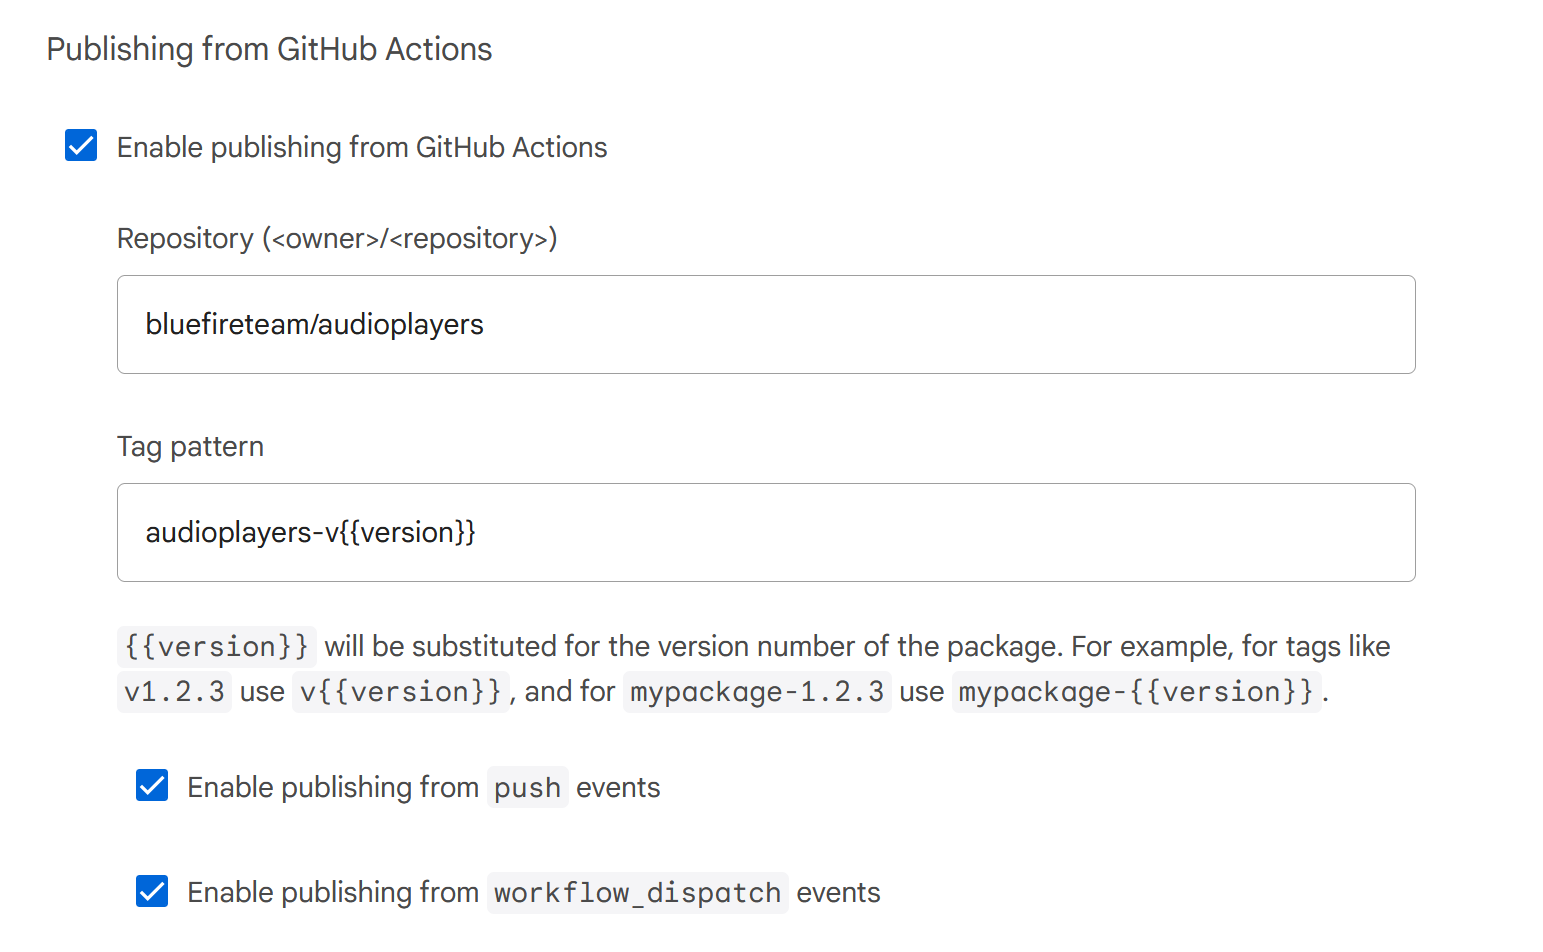 Publishing from GitHub Actions
Enable publishing from GitHub Actions
Repository (<owner>/<repository>)
bluefireteam/audioplayers
Tag pattern
audioplayers-v{{version}}
{{version}} will be substituted for the version number of the package. For example, for tags like
v1.2.3 use v{{version}}, and for mypackage-1.2.3 use mypackage-{{version}}.
Enable publishing from push events
Enable publishing from workflow_dispatch events